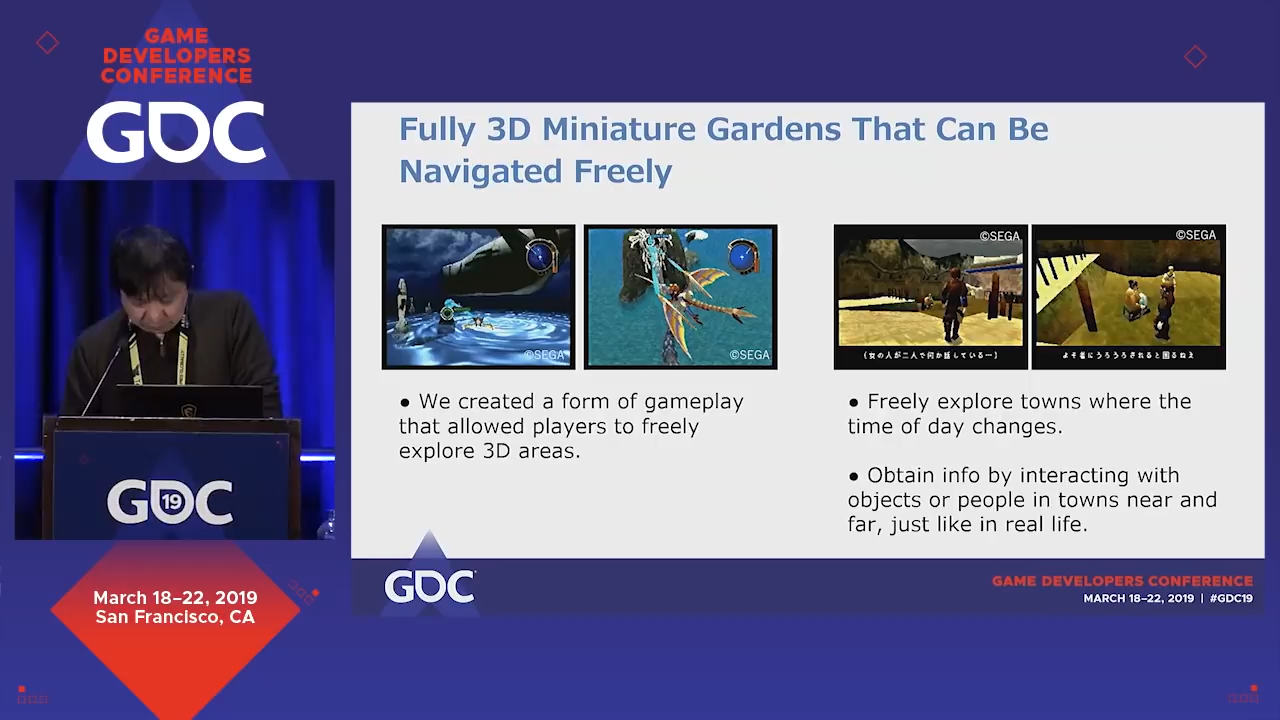 GAME
DEVELOPERS
CONFERENCE
GDC
GDC
19
March 18–22, 2019
San Francisco, CA
Fully 3D Miniature Gardens That Can Be
Navigated Freely
©SEGA
©SEGA
©SEGA
(女の人が二人で何か話している…)
©SEGA
よそ者にうろうろされると困るねえ
● We created a form of gameplay
that allowed players to freely
explore 3D areas.
● Freely explore towns where the
time of day changes.
● Obtain info by interacting with
objects or people in towns near and
far, just like in real life.
GDC
GAME DEVELOPERS CONFERENCE
MARCH 18–22, 2019 | #GDC19